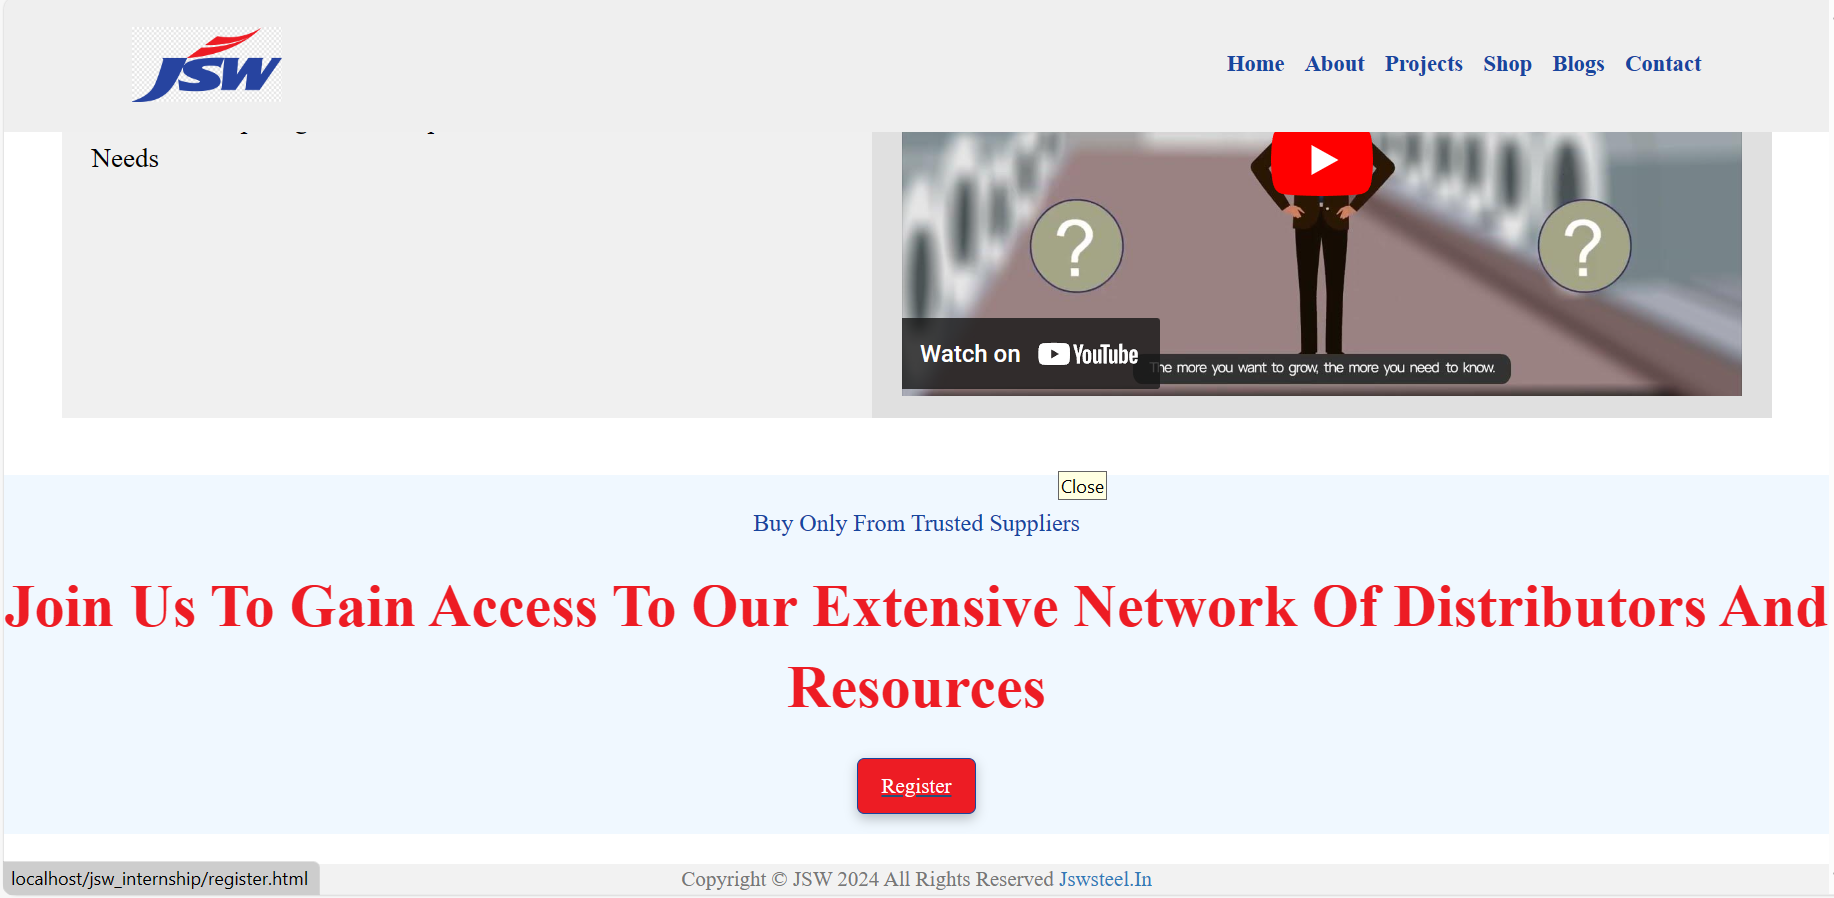 JSW
Home About Projects Shop Blogs Contact
Needs
?
?
Watch on YouTube
The more you want to grow, the more you need to know.
Close
Buy Only From Trusted Suppliers
Join Us To Gain Access To Our Extensive Network Of Distributors And
Resources
Register
localhost/jsw_internship/register.html
Copyright © JSW 2024 All Rights Reserved Jswsteel.In